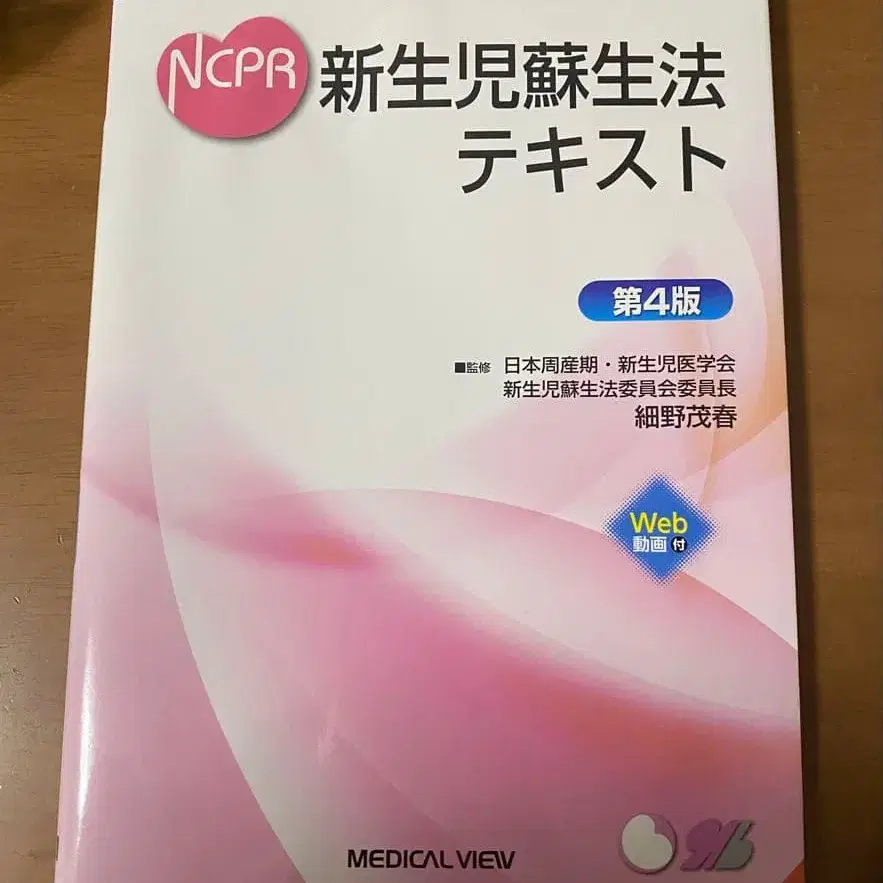 NCPR
新生児蘇生法
テキスト
第4版
■監修 日本周産期・新生児医学会
新生児蘇生法委員会委員長
細野茂春
Web
動画付
MEDICAL VIEW